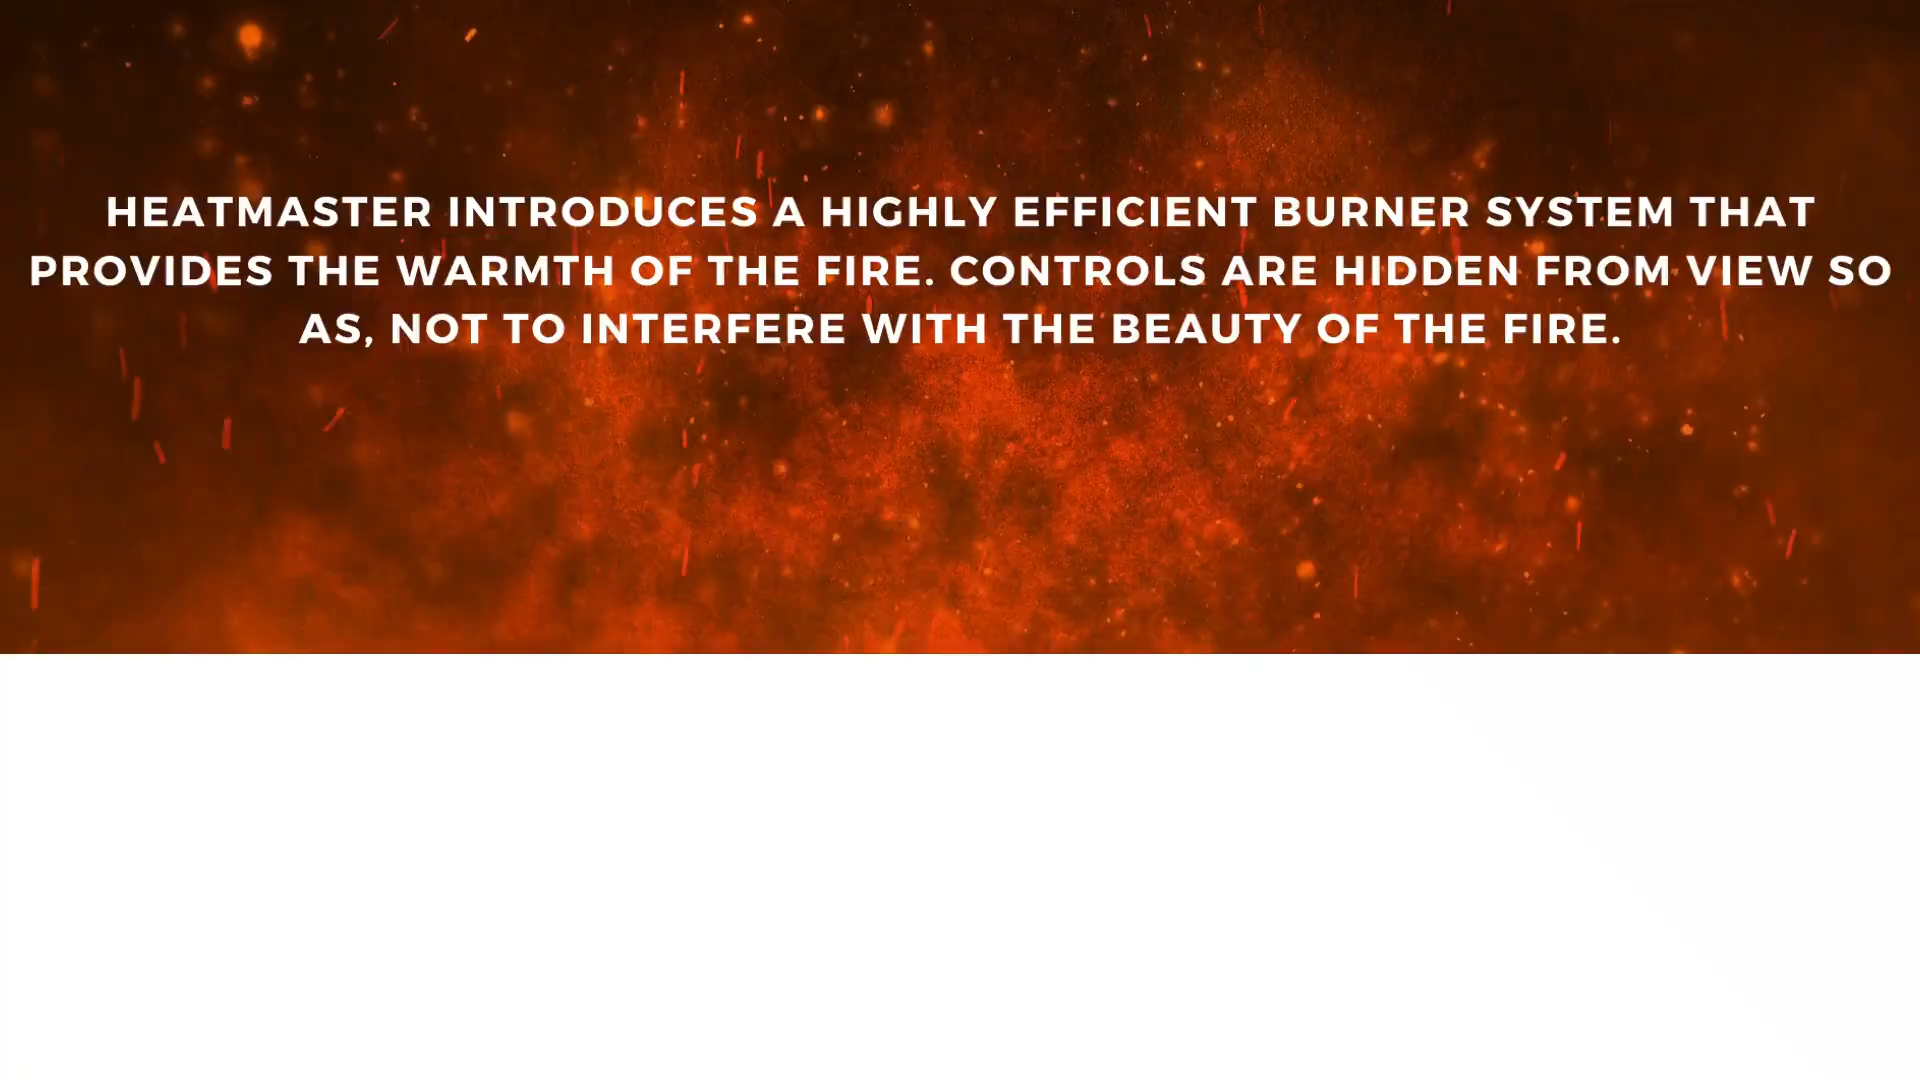 HEATMASTER INTRODUCES A HIGHLY EFFICIENT BURNER SYSTEM THAT
PROVIDES THE WARMTH OF THE FIRE. CONTROLS ARE HIDDEN FROM VIEW SO
AS, NOT TO INTERFERE WITH THE BEAUTY OF THE FIRE.